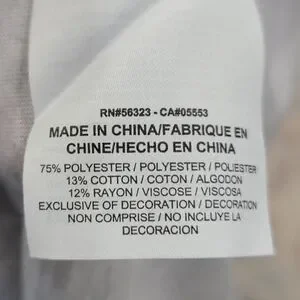 RN#56323 - CA#05553
MADE IN CHINA/FABRIQUE EN
CHINE/HECHO EN CHINA
75% POLYESTER / POLYESTER / POLIESTER
13% COTTON / COTON / ALGODON
12% RAYON / VISCOSE / VISCOSA
EXCLUSIVE OF DECORATION / DECORATION
NON COMPRISE / NO INCLUYE LA
DECORACION